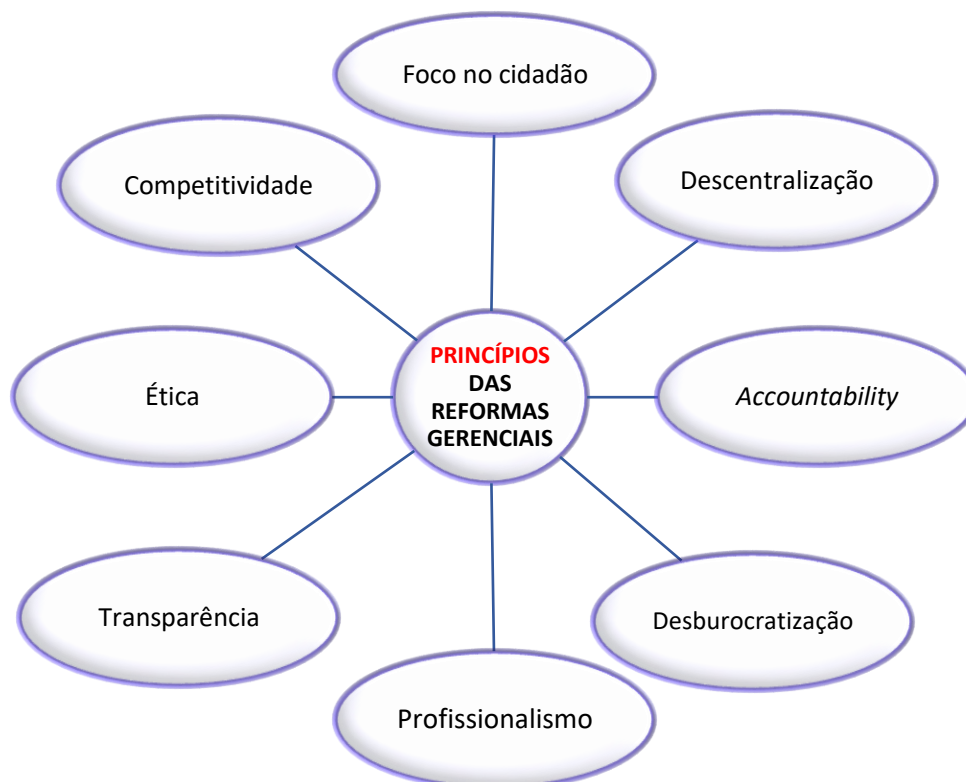 Foco no cidadão
Competitividade
Descentralização
PRINCÍPIOS
DAS
REFORMAS
GERENCIAIS
Ética
Accountability
Transparência
Desburocratização
Profissionalismo